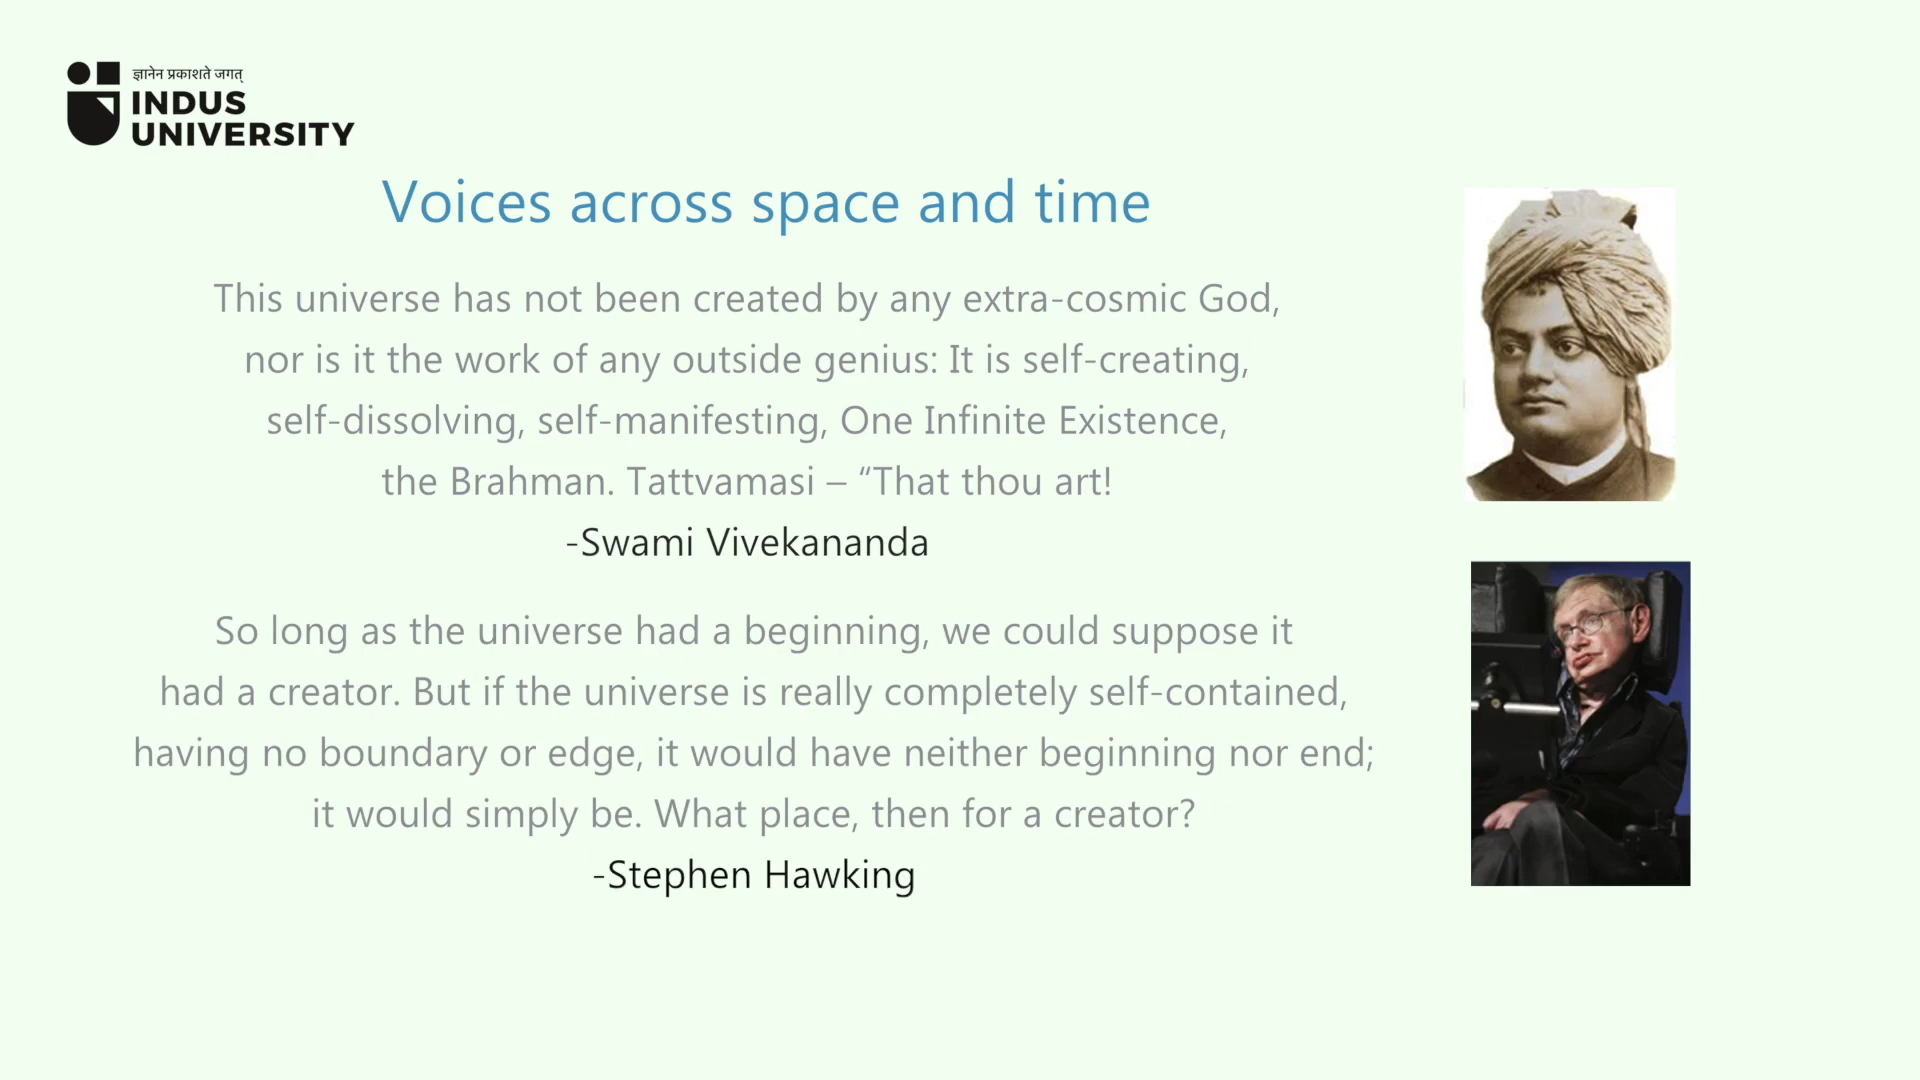 ज्ञानेन प्रकाशते जगत्
INDUS
UNIVERSITY
Voices across space and time
This universe has not been created by any extra-cosmic God,
nor is it the work of any outside genius: It is self-creating,
self-dissolving, self-manifesting, One Infinite Existence,
the Brahman. Tattvamasi – “That thou art!
-Swami Vivekananda
So long as the universe had a beginning, we could suppose it
had a creator. But if the universe is really completely self-contained,
having no boundary or edge, it would have neither beginning nor end;
it would simply be. What place, then for a creator?
-Stephen Hawking